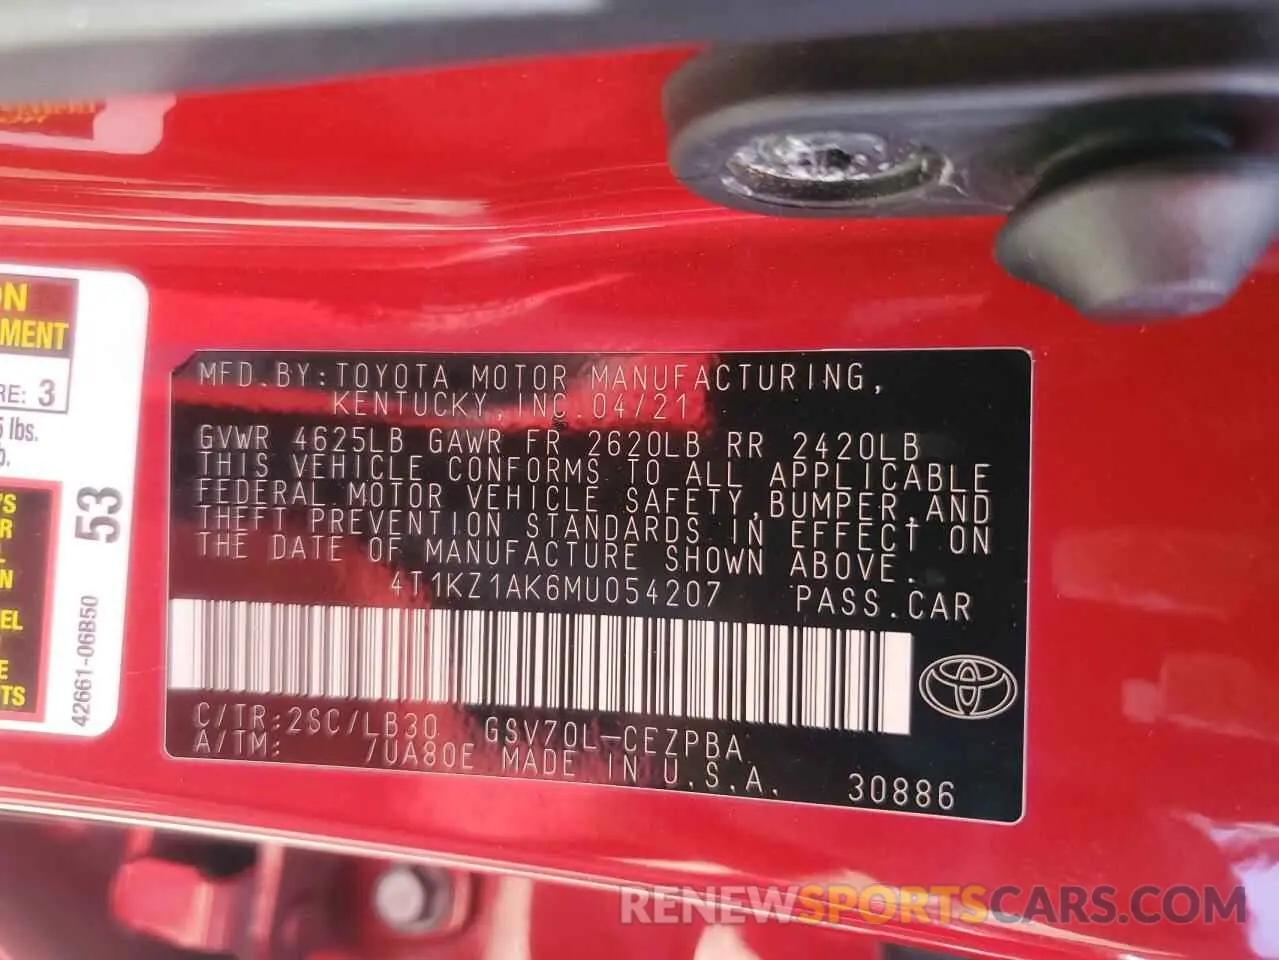 ON
MENT
RE: 3
lbs.
53
42661-06B50
MFD.BY:TOYOTA MOTOR MANUFACTURING,
KENTUCKY,INC.04/21
GVWR 4625LB GAWR FR 2620LB RR 2420LB
THIS VEHICLE CONFORMS TO ALL APPLICABLE
FEDERAL MOTOR VEHICLE SAFETY,BUMPER,AND
THEFT PREVENTION STANDARDS IN EFFECT ON
THE DATE OF MANUFACTURE SHOWN ABOVE.
4T1KZ1AK6MU054207 PASS.CAR
C/TR:2SC/LB30 GSV70L-CEZPBA
A/TM: /UA80E MADE IN U.S.A. 30886
RENEWSPORTSCARS.COM